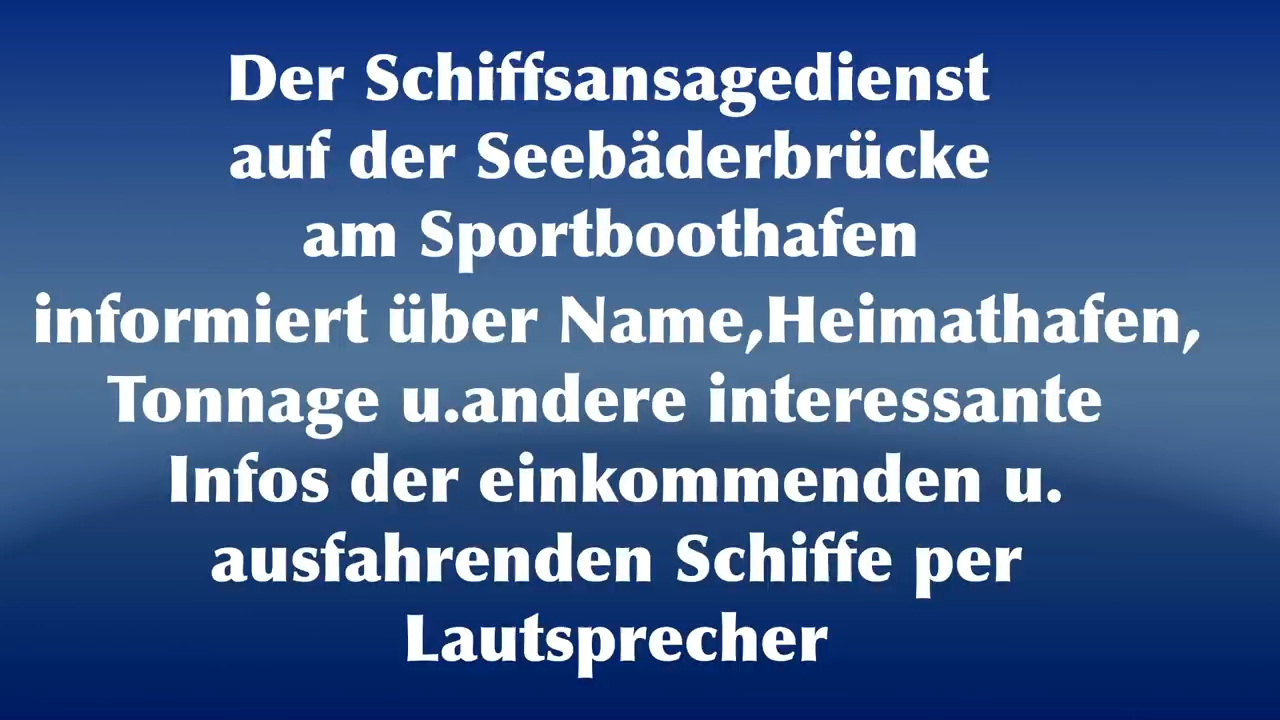 Der Schiffsansagedienst
auf der Seebäderbrücke
am Sportboothafen
informiert über Name,Heimathafen,
Tonnage u.andere interessante
Infos der einkommenden u.
ausfahrenden Schiffe per
Lautsprecher